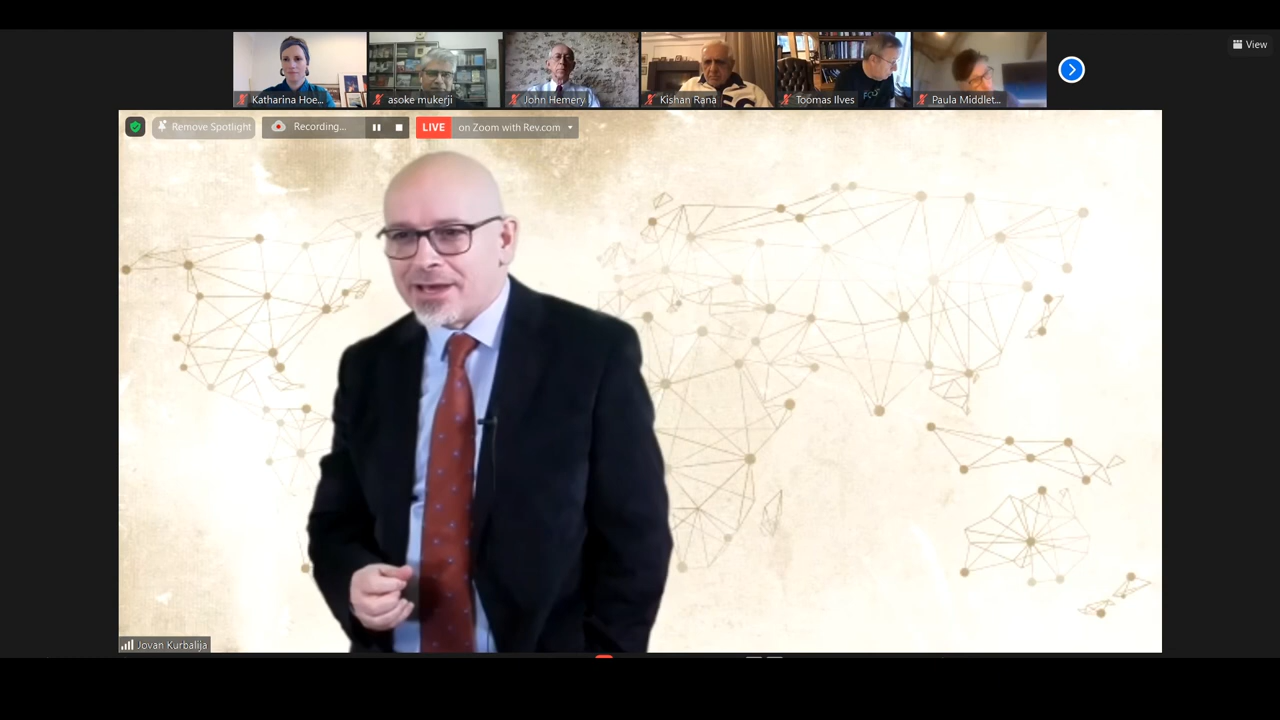 View
Katharina Hoe...
asoke mukerji
John Hemery
Kishan Rana
Toomas Ilves
Paula Middlet...
Remove Spotlight
Recording...
LIVE
on Zoom with Rev.com
Jovan Kurbalija